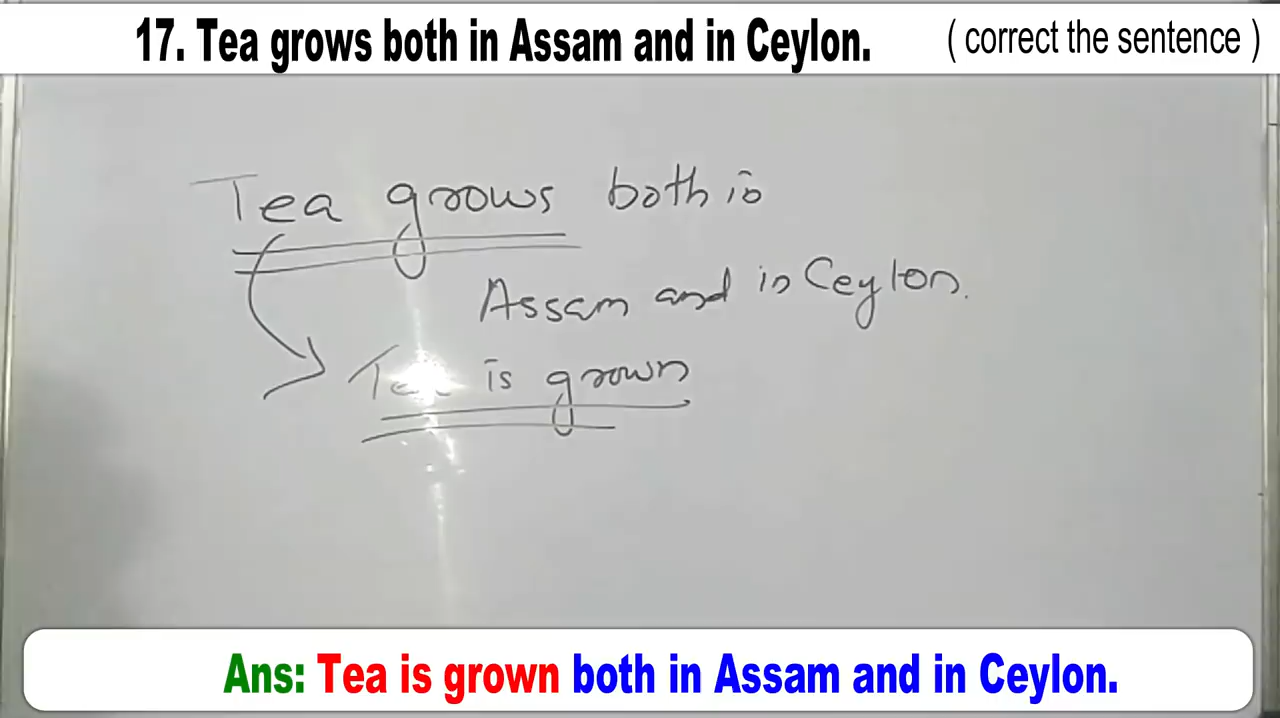 17. Tea grows both in Assam and in Ceylon. ( correct the sentence )
Tea grows both in
Assam and in Ceylon.
Tea is grown
Ans: Tea is grown both in Assam and in Ceylon.